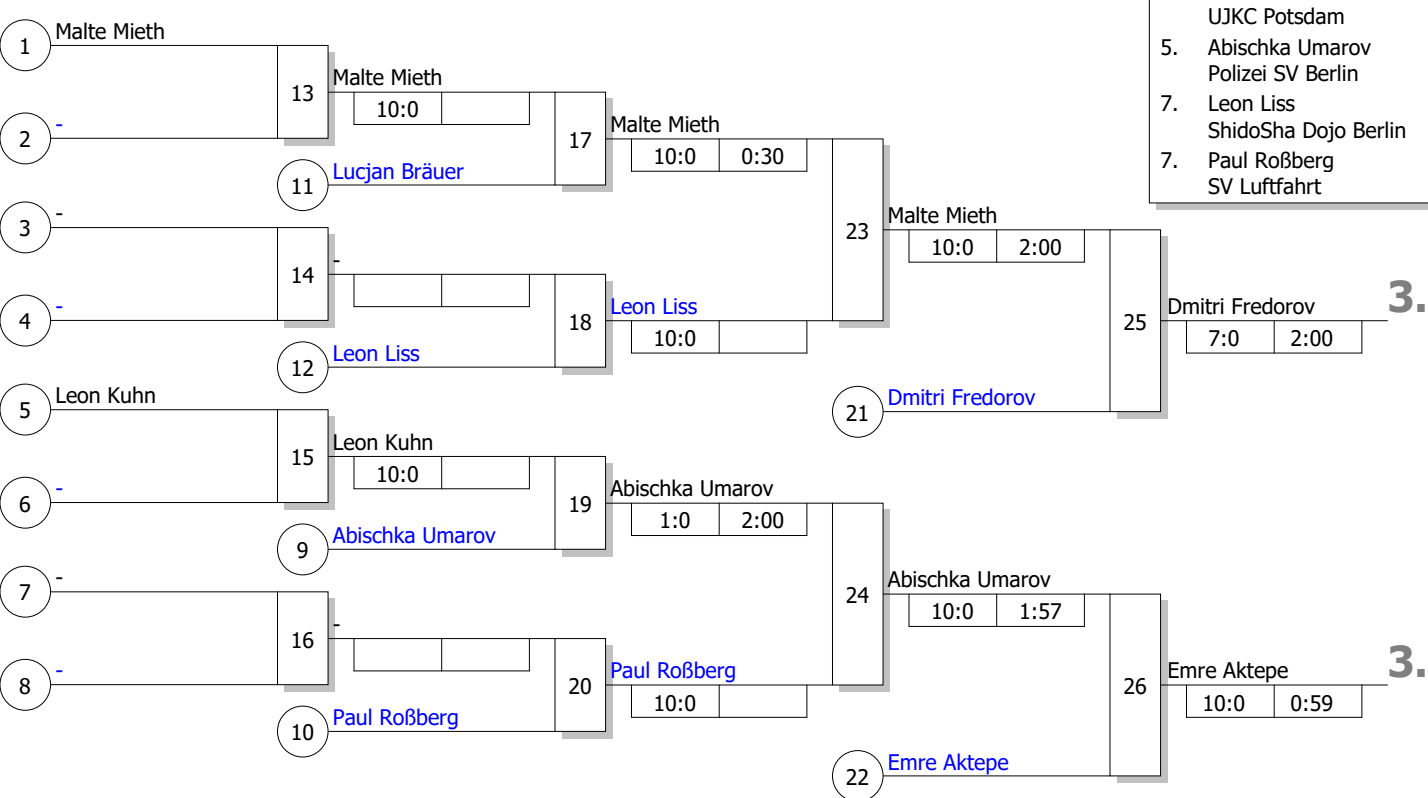 UJKC Potsdam
5. Abischka Umarov
Polizei SV Berlin
7. Leon Liss
ShidoSha Dojo Berlin
7. Paul Roßberg
SV Luftfahrt
1 Malte Mieth
13 Malte Mieth
10:0
2 -
17 Malte Mieth
10:0 0:30
11 Lucjan Bräuer
3 -
23 Malte Mieth
10:0 2:00
14 -
4 -
18 Leon Liss
10:0
12 Leon Liss
25 Dmitri Fredorov 3.
7:0 2:00
5 Leon Kuhn
21 Dmitri Fredorov
15 Leon Kuhn
10:0
6 -
19 Abischka Umarov
1:0 2:00
9 Abischka Umarov
7 -
24 Abischka Umarov
10:0 1:57
16 -
8 -
20 Paul Roßberg
10:0
10 Paul Roßberg
26 Emre Aktepe 3.
10:0 0:59
22 Emre Aktepe